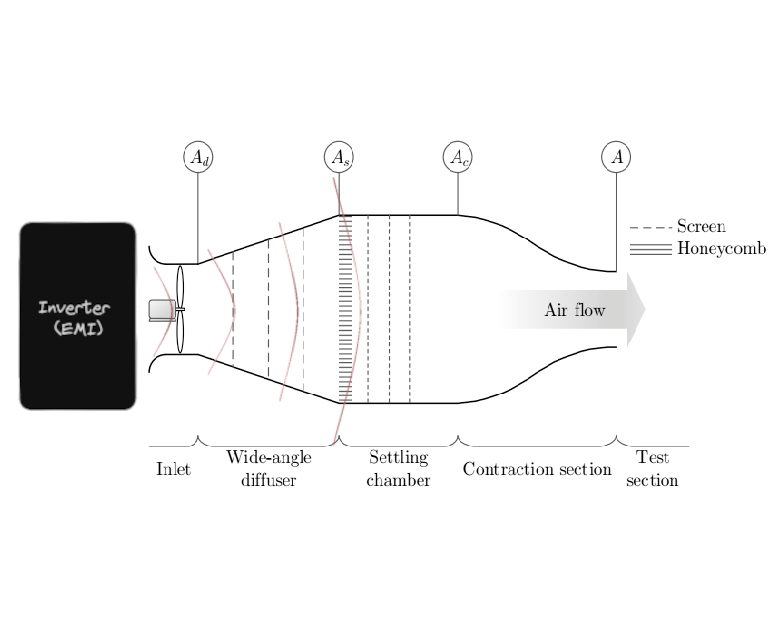 A_d
A_s
A_c
A
Screen
Honeycomb
Inverter
(EMI)
Air flow
Inlet
Wide-angle
diffuser
Settling
chamber
Contraction section
Test
section